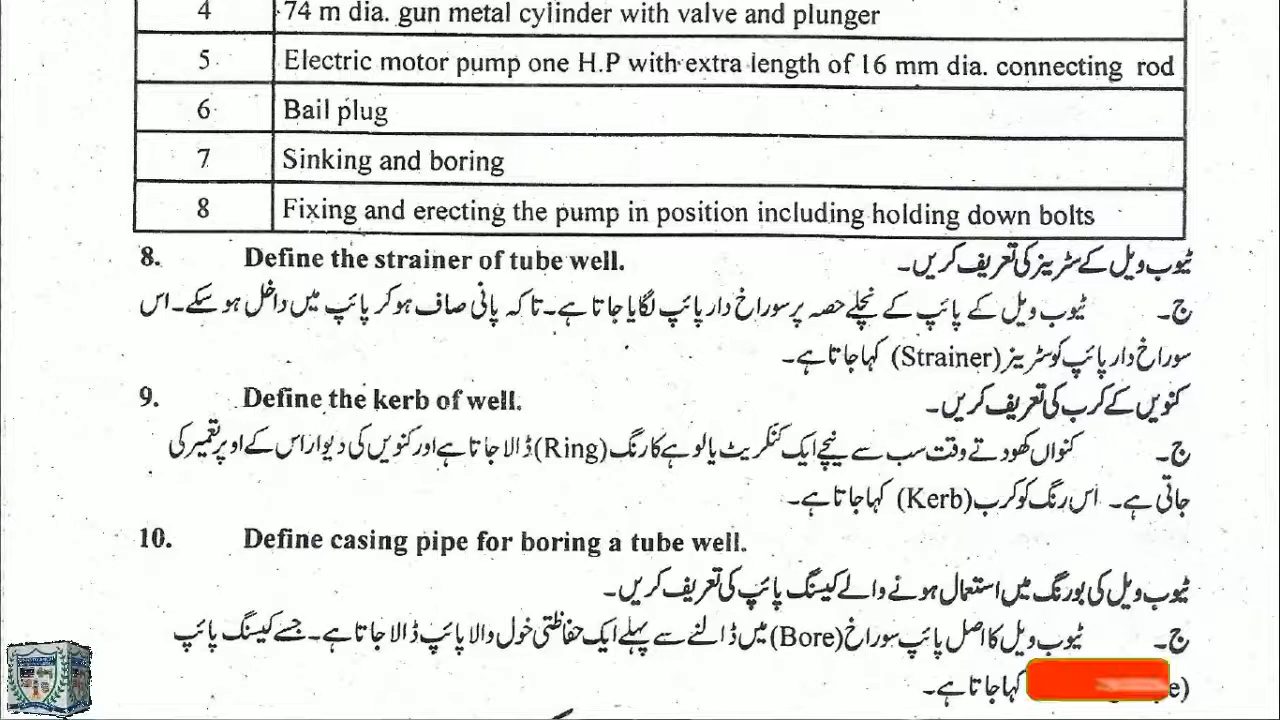 4 74 m dia. gun metal cylinder with valve and plunger
5 Electric motor pump one H.P with extra length of 16 mm dia. connecting rod
6 Bail plug
7 Sinking and boring
8 Fixing and erecting the pump in position including holding down bolts
8. Define the strainer of tube well. ٹیوب ویل کے سٹرینر کی تعریف کریں۔
ج۔ ٹیوب ویل کے پائپ کے نچلے حصہ پر سوراخ دار پائپ لگایا جاتا ہے۔ تاکہ پانی صاف ہو کر پائپ میں داخل ہو سکے۔ اس
سوراخ دار پائپ کو سٹرینر (Strainer) کہا جاتا ہے۔
9. Define the kerb of well. کنویں کے کرب کی تعریف کریں۔
ج۔ کنواں کھودتے وقت سب سے نیچے ایک کنکریٹ یا لوہے کا رنگ (Ring) ڈالا جاتا ہے اور کنویں کی دیوار اس کے اوپر تعمیر کی
جاتی ہے۔ اس رنگ کو کرب (Kerb) کہا جاتا ہے۔
10. Define casing pipe for boring a tube well.
ٹیوب ویل کی بورنگ میں استعمال ہونے والے کیسنگ پائپ کی تعریف کریں۔
ج۔ ٹیوب ویل کا اصل پائپ سوراخ (Bore) میں ڈالنے سے پہلے ایک حفاظتی خول والا پائپ ڈالا جاتا ہے۔ جسے کیسنگ پائپ
کہا جاتا ہے۔